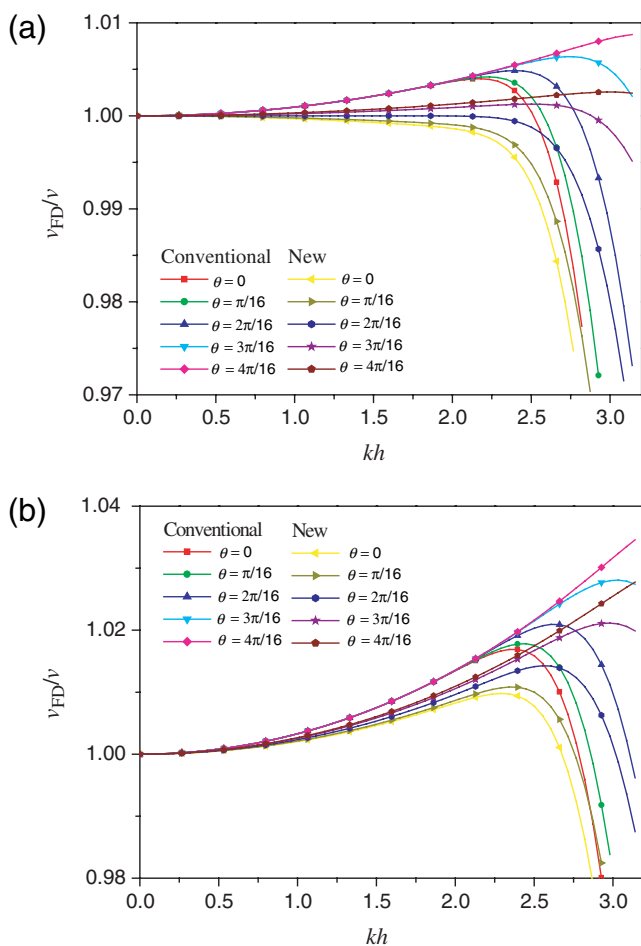 (a)
1.01
1.00
0.99
0.98
0.97
v_FD/v
Conventional New
θ = 0 θ = 0
θ = π/16 θ = π/16
θ = 2π/16 θ = 2π/16
θ = 3π/16 θ = 3π/16
θ = 4π/16 θ = 4π/16
0.0 0.5 1.0 1.5 2.0 2.5 3.0
kh
(b)
1.04
1.02
1.00
0.98
v_FD/v
Conventional New
θ = 0 θ = 0
θ = π/16 θ = π/16
θ = 2π/16 θ = 2π/16
θ = 3π/16 θ = 3π/16
θ = 4π/16 θ = 4π/16
0.0 0.5 1.0 1.5 2.0 2.5 3.0
kh